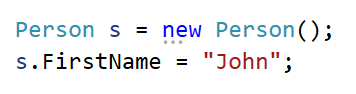 Person s = new Person();
s.FirstName = "John";